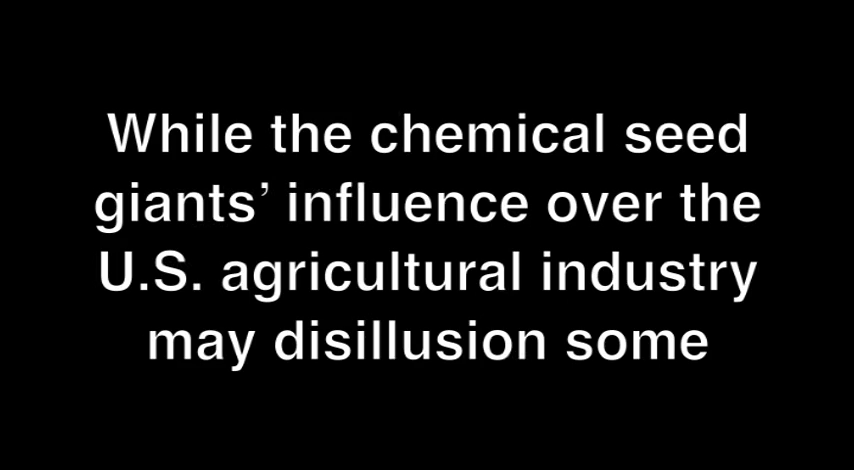 While the chemical seed
giants’ influence over the
U.S. agricultural industry
may disillusion some